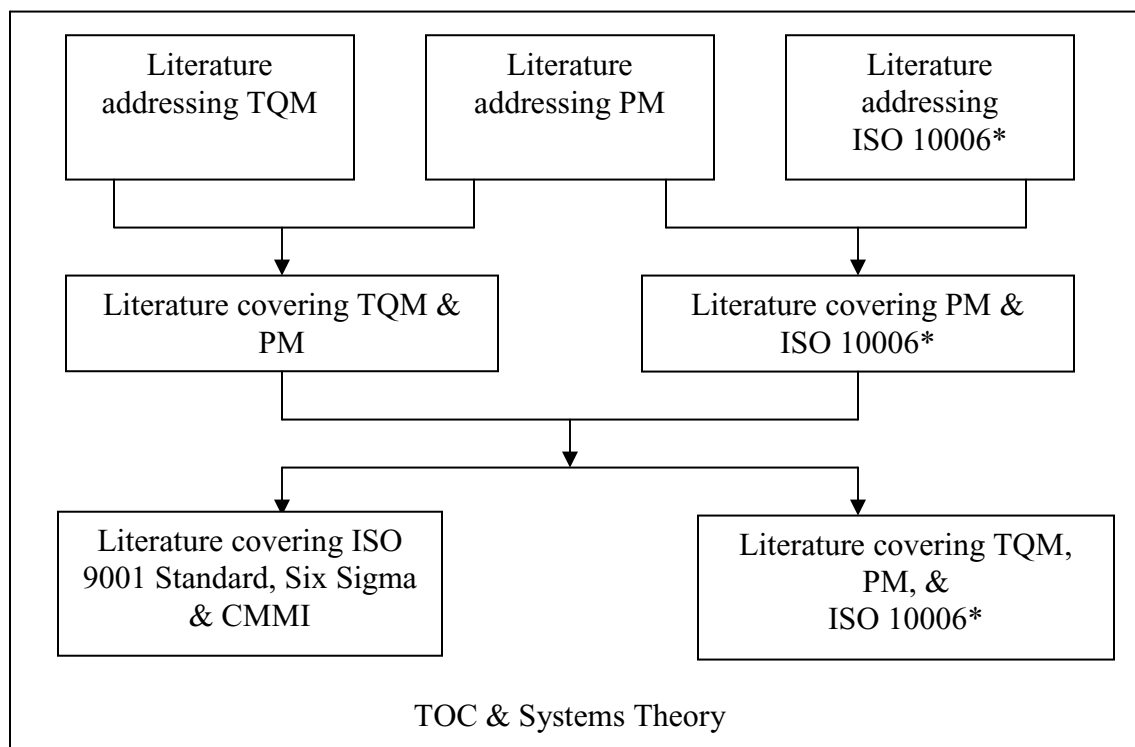 Literature
addressing TQM
Literature
addressing PM
Literature
addressing
ISO 10006*
Literature covering TQM &
PM
Literature covering PM &
ISO 10006*
Literature covering ISO
9001 Standard, Six Sigma
& CMMI
Literature covering TQM,
PM, &
ISO 10006*
TOC & Systems Theory